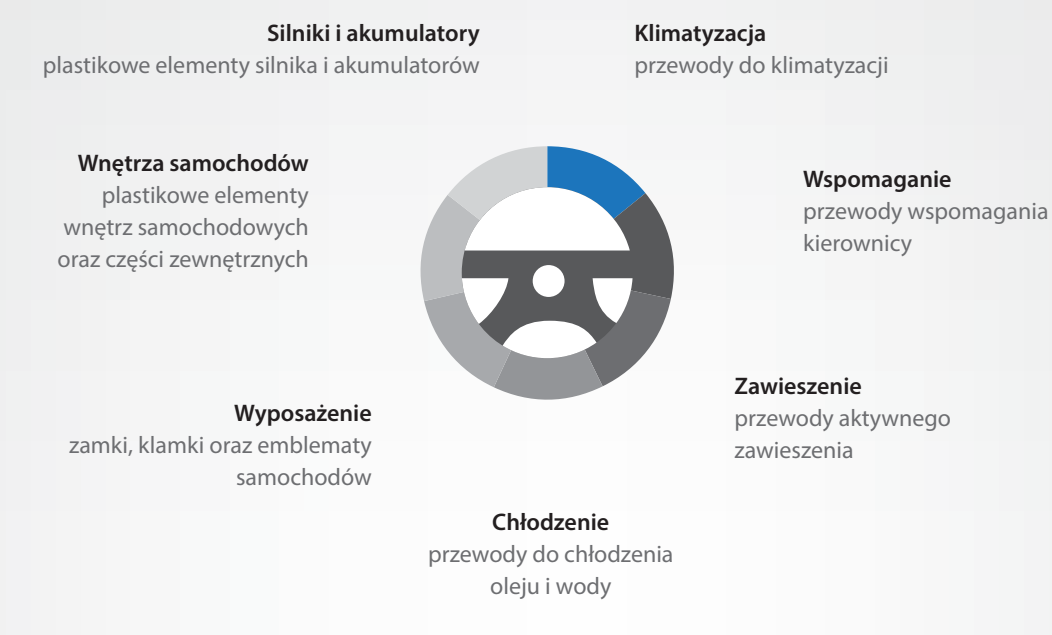 Silniki i akumulatory
plastikowe elementy silnika i akumulatorów
Klimatyzacja
przewody do klimatyzacji
Wnętrza samochodów
plastikowe elementy
wnętrz samochodowych
oraz części zewnętrznych
Wspomaganie
przewody wspomagania
kierownicy
Zawieszenie
przewody aktywnego
zawieszenia
Wyposażenie
zamki, klamki oraz emblematy
samochodów
Chłodzenie
przewody do chłodzenia
oleju i wody